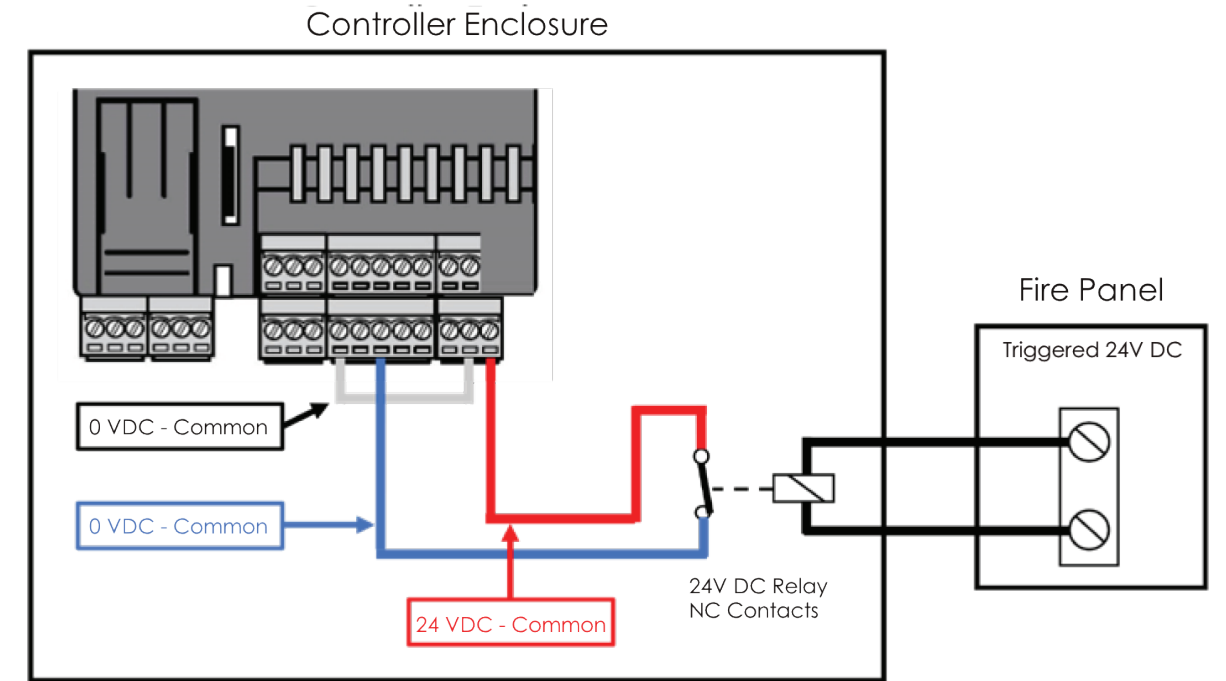 Controller Enclosure
Fire Panel
Triggered 24V DC
0 VDC - Common
0 VDC - Common
24V DC Relay
NC Contacts
24 VDC - Common